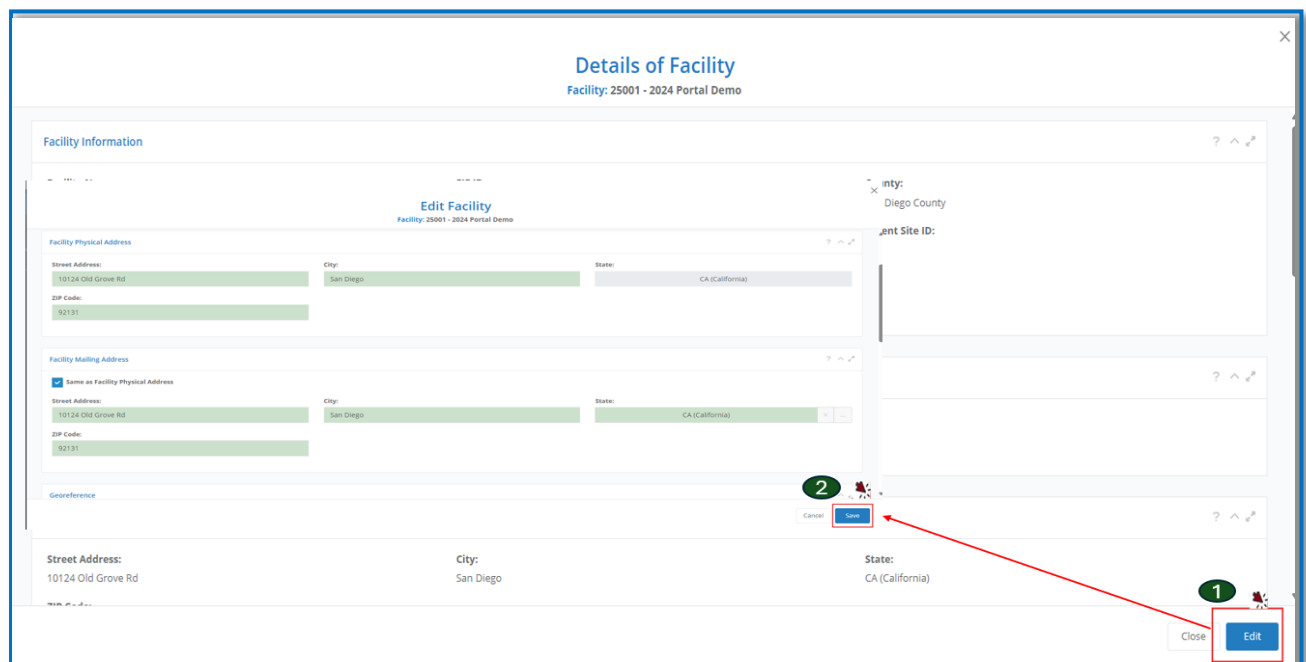 Details of Facility
Facility: 25001 - 2024 Portal Demo
Facility Information
County:
Diego County
Edit Facility
Facility: 25001 - 2024 Portal Demo
Facility Physical Address
Street Address: City: State:
10124 Old Grove Rd San Diego CA (California)
ZIP Code:
92131
Facility Mailing Address
Same as Facility Physical Address
Street Address: City: State:
10124 Old Grove Rd San Diego CA (California)
ZIP Code:
92131
Georeference
2
Cancel Save
Street Address: City: State:
10124 Old Grove Rd San Diego CA (California)
ZIP Code:
1
Close Edit